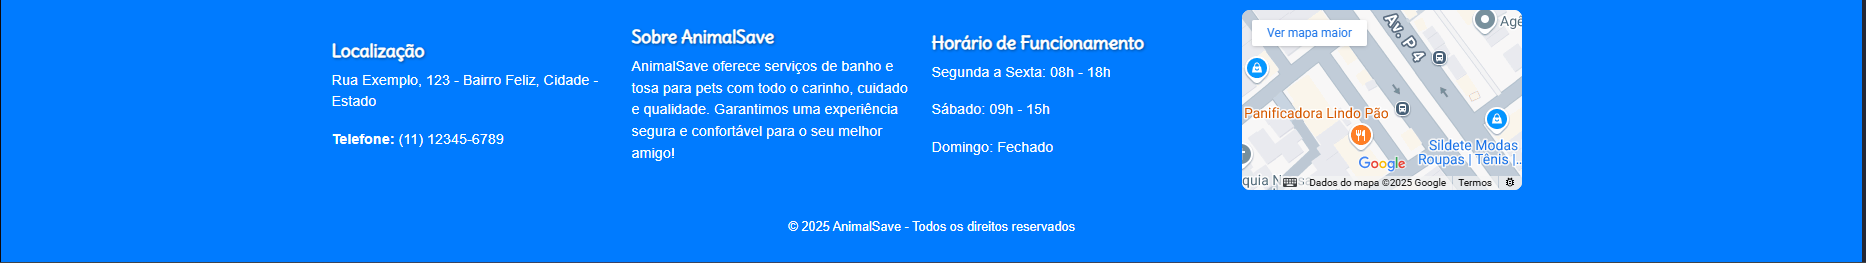 Localização
Rua Exemplo, 123 - Bairro Feliz, Cidade -
Estado
Telefone: (11) 12345-6789
Sobre AnimalSave
AnimalSave oferece serviços de banho e
tosa para pets com todo o carinho, cuidado
e qualidade. Garantimos uma experiência
segura e confortável para o seu melhor
amigo!
Horário de Funcionamento
Segunda a Sexta: 08h - 18h
Sábado: 09h - 15h
Domingo: Fechado
Ver mapa maior
Av. P 4
Agê
Panificadora Lindo Pão
Sildete Modas
Roupas | Tênis |...
Google
quia N
Dados do mapa ©2025 Google
Termos
© 2025 AnimalSave - Todos os direitos reservados